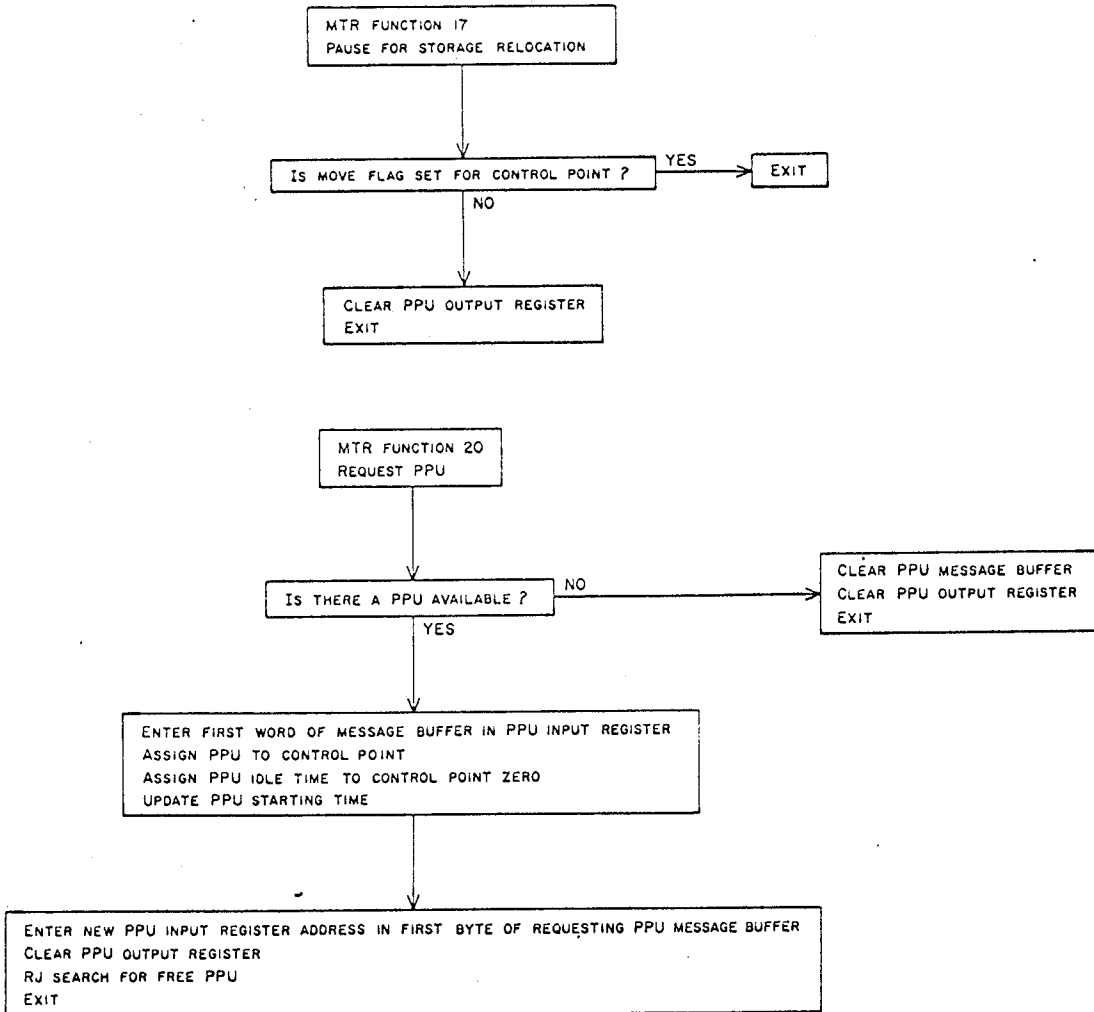 MTR FUNCTION 17
PAUSE FOR STORAGE RELOCATION
IS MOVE FLAG SET FOR CONTROL POINT ?
YES
EXIT
NO
CLEAR PPU OUTPUT REGISTER
EXIT
MTR FUNCTION 20
REQUEST PPU
IS THERE A PPU AVAILABLE ?
NO
CLEAR PPU MESSAGE BUFFER
CLEAR PPU OUTPUT REGISTER
EXIT
YES
ENTER FIRST WORD OF MESSAGE BUFFER IN PPU INPUT REGISTER
ASSIGN PPU TO CONTROL POINT
ASSIGN PPU IDLE TIME TO CONTROL POINT ZERO
UPDATE PPU STARTING TIME
ENTER NEW PPU INPUT REGISTER ADDRESS IN FIRST BYTE OF REQUESTING PPU MESSAGE BUFFER
CLEAR PPU OUTPUT REGISTER
RJ SEARCH FOR FREE PPU
EXIT